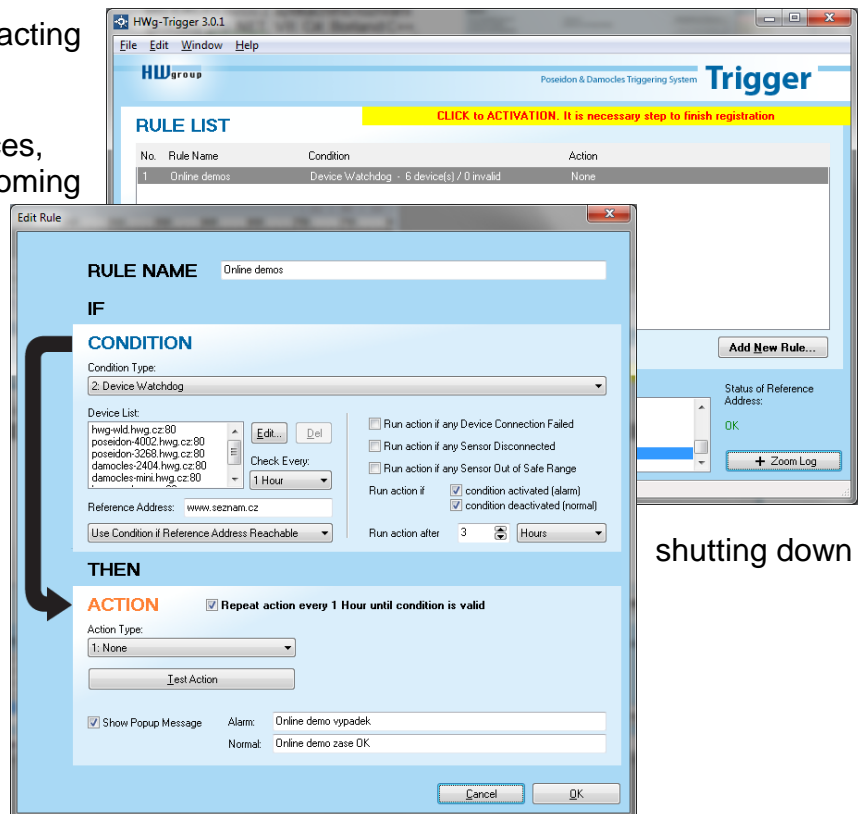 acting
ces,
oming
HWg-Trigger 3.0.1
File Edit Window Help
HWgroup
Poseidon & Damocles Triggering System Trigger
CLICK to ACTIVATION. It is necessary step to finish registration
RULE LIST
No. Rule Name Condition Action
1 Online demos Device Watchdog - 6 device(s) / 0 invalid None
Add New Rule...
Status of Reference
Address:
OK
+ Zoom Log
Edit Rule
RULE NAME Online demos
IF
CONDITION
Condition Type:
2: Device Watchdog
Device List:
hwg-wld.hwg.cz:80
poseidon-4002.hwg.cz:80
poseidon-3268.hwg.cz:80
damocles-2404.hwg.cz:80
damocles-mini.hwg.cz:80
Edit... Del
Check Every:
1 Hour
Reference Address: www.seznam.cz
Use Condition if Reference Address Reachable
Run action if any Device Connection Failed
Run action if any Sensor Disconnected
Run action if any Sensor Out of Safe Range
Run action if condition activated (alarm)
condition deactivated (normal)
Run action after 3 Hours
THEN
ACTION Repeat action every 1 Hour until condition is valid
Action Type:
1: None
Test Action
Show Popup Message Alarm: Online demo vypadek
Normal: Online demo zase OK
Cancel OK
shutting down